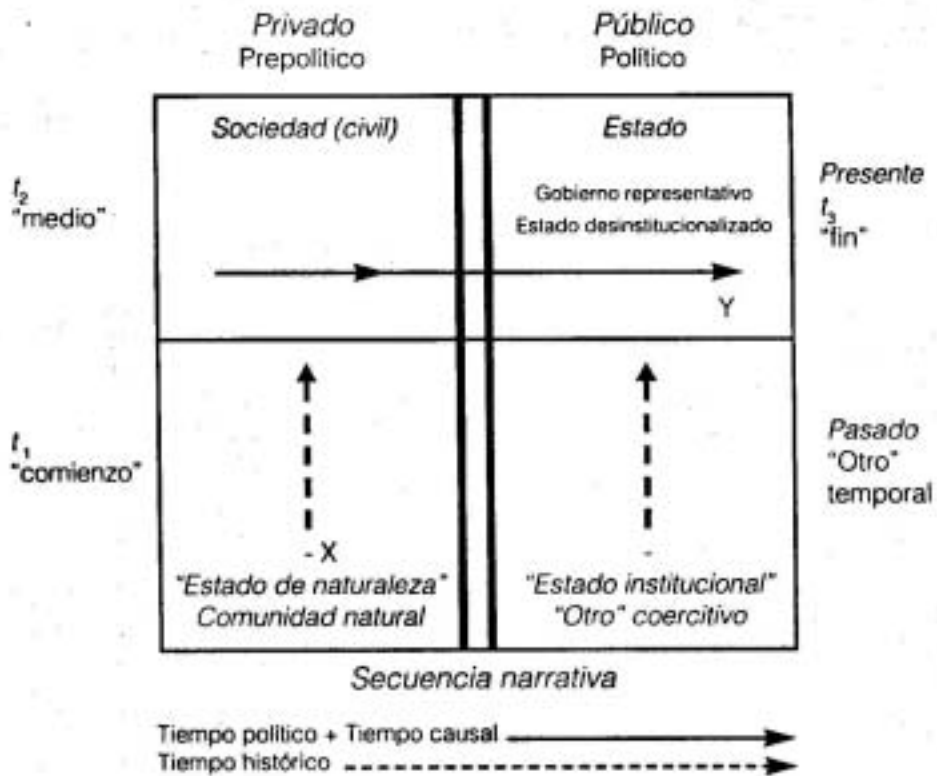 Privado
Prepolítico
Público
Político
Sociedad (civil)
Estado
t2
"medio"
Gobierno representativo
Estado desinstitucionalizado
Presente
t3
"fin"
Y
t1
"comienzo"
Pasado
"Otro"
temporal
- X
-
"Estado de naturaleza"
Comunidad natural
"Estado institucional"
"Otro" coercitivo
Secuencia narrativa
Tiempo político + Tiempo causal
Tiempo histórico